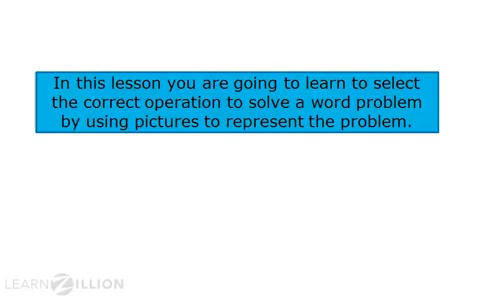 In this lesson you are going to learn to select
the correct operation to solve a word problem
by using pictures to represent the problem.
LEARNZILLION